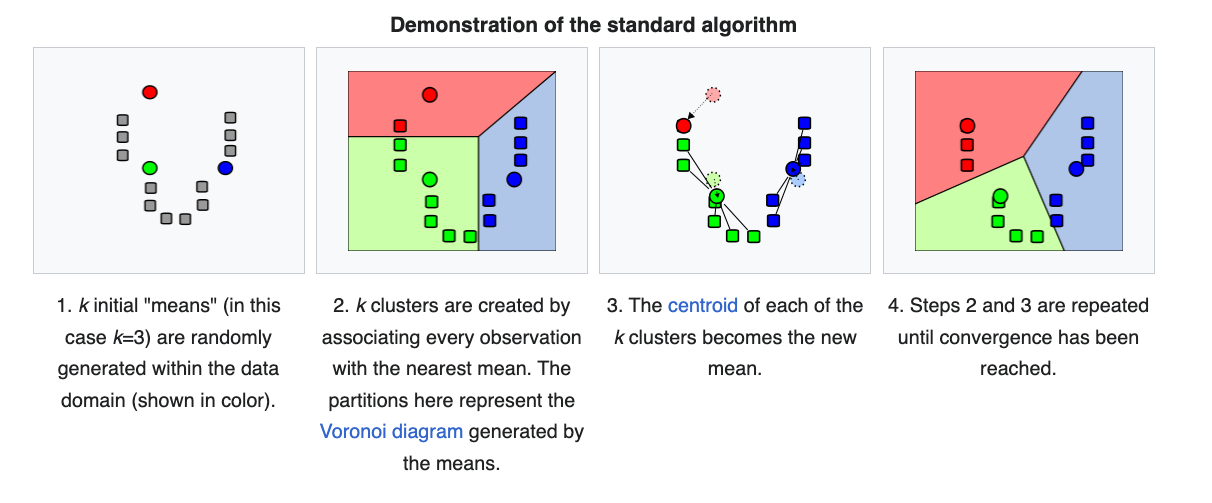 Demonstration of the standard algorithm
1. k initial "means" (in this
case k=3) are randomly
generated within the data
domain (shown in color).
2. k clusters are created by
associating every observation
with the nearest mean. The
partitions here represent the
Voronoi diagram generated by
the means.
3. The centroid of each of the
k clusters becomes the new
mean.
4. Steps 2 and 3 are repeated
until convergence has been
reached.